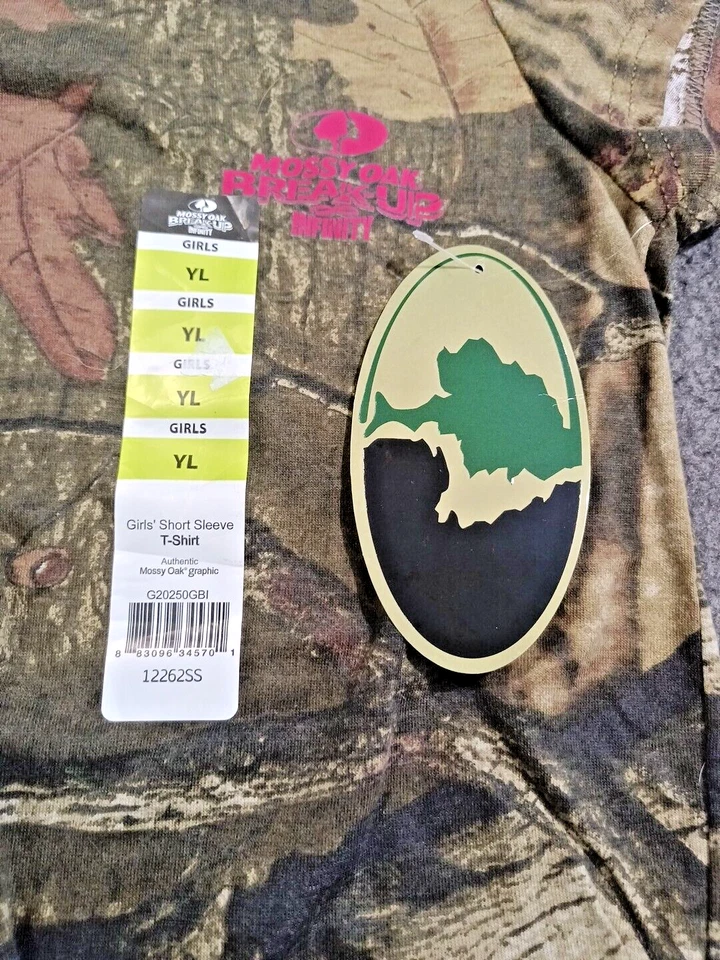 MOSSY OAK
BREAK-UP
INFINITY
MOSSY OAK
BREAK-UP
INFINITY
GIRLS
YL
GIRLS
YL
GIRLS
YL
GIRLS
YL
Girls' Short Sleeve
T-Shirt
Authentic
Mossy Oak® graphic
G20250GBI
8 83096 34570 1
12262SS